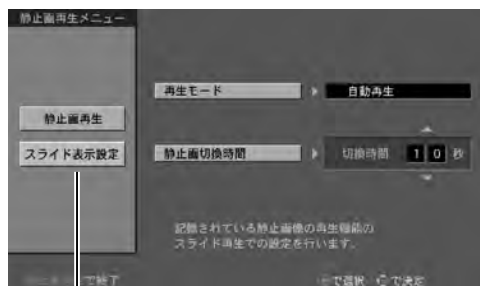 静止画再生メニュー
再生モード
自動再生
静止画再生
スライド表示設定
静止画切換時間
切換時間 10 秒
記録されている静止画像の再生機能の
スライド再生での設定を行います。
で終了
で選択 で決定